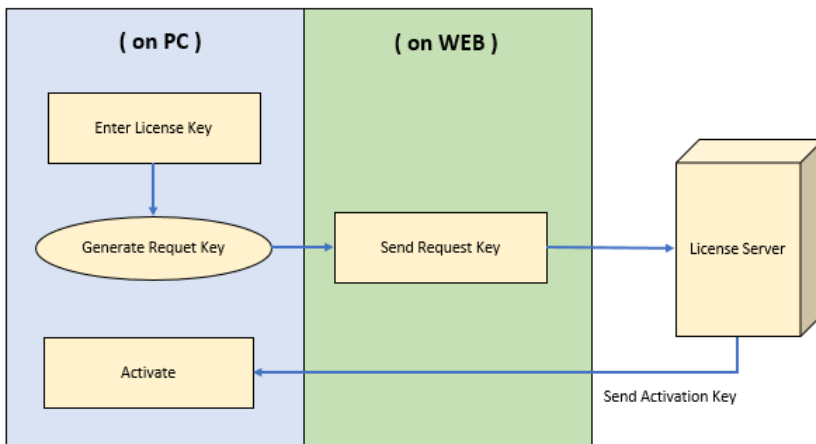 ( on PC )
( on WEB )
Enter License Key
Generate Requet Key
Send Request Key
License Server
Activate
Send Activation Key